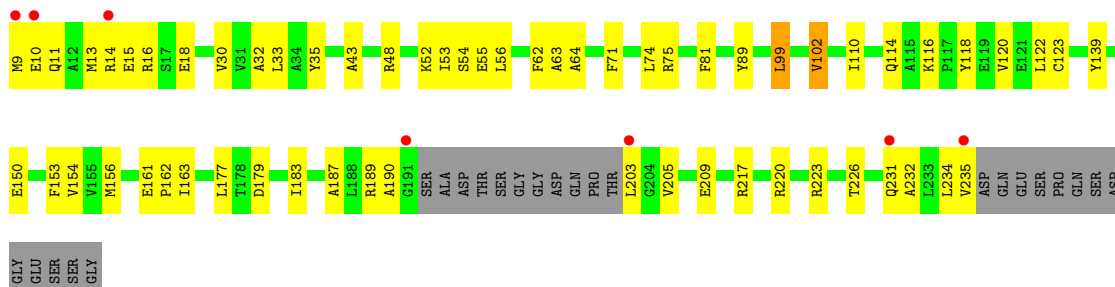 M9 E10 Q11 A12 M13 R14 E15 R16 S17 E18 V30 V31 A32 L33 A34 Y35 A43 R48 K52 I53 S54 E55 L56 F62 A63 A64 F71 L74 R75 F81 Y89 L99 V102 I110 Q114 A115 K116 P117 Y118 E119 V120 E121 L122 C123 Y139
E150 F153 V154 V155 M156 E161 P162 I163 L177 T178 D179 I183 A187 L188 R189 A190 G191 SER ALA ASP THR SER GLY GLY ASP GLN PRO THR L203 G204 V205 E209 R217 R220 R223 T226 Q231 A232 L233 L234 V235 ASP GLN GLU SER PRO GLN SER ASP
GLY GLU SER SER GLY